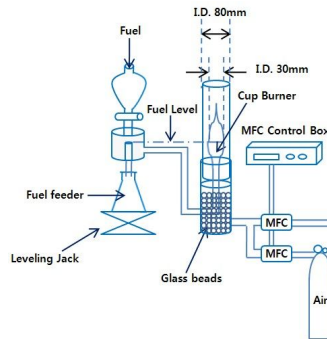 I.D. 80mm
Fuel
I.D. 30mm
Fuel Level
Cup Burner
MFC Control Box
Fuel feeder
MFC
MFC
Leveling Jack
Glass beads
Air